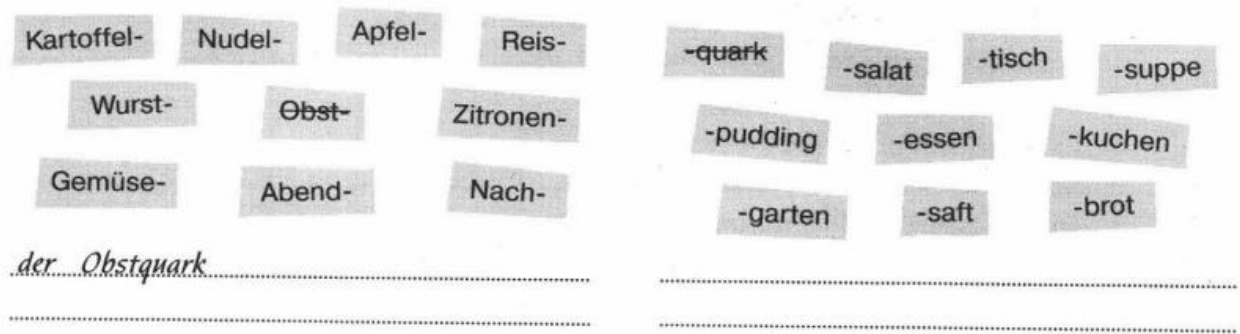 Kartoffel- Nudel- Apfel- Reis-
Wurst- Obst- Zitronen-
Gemüse- Abend- Nach-
-quark -salat -tisch -suppe
-pudding -essen -kuchen
-garten -saft -brot
der Obstquark